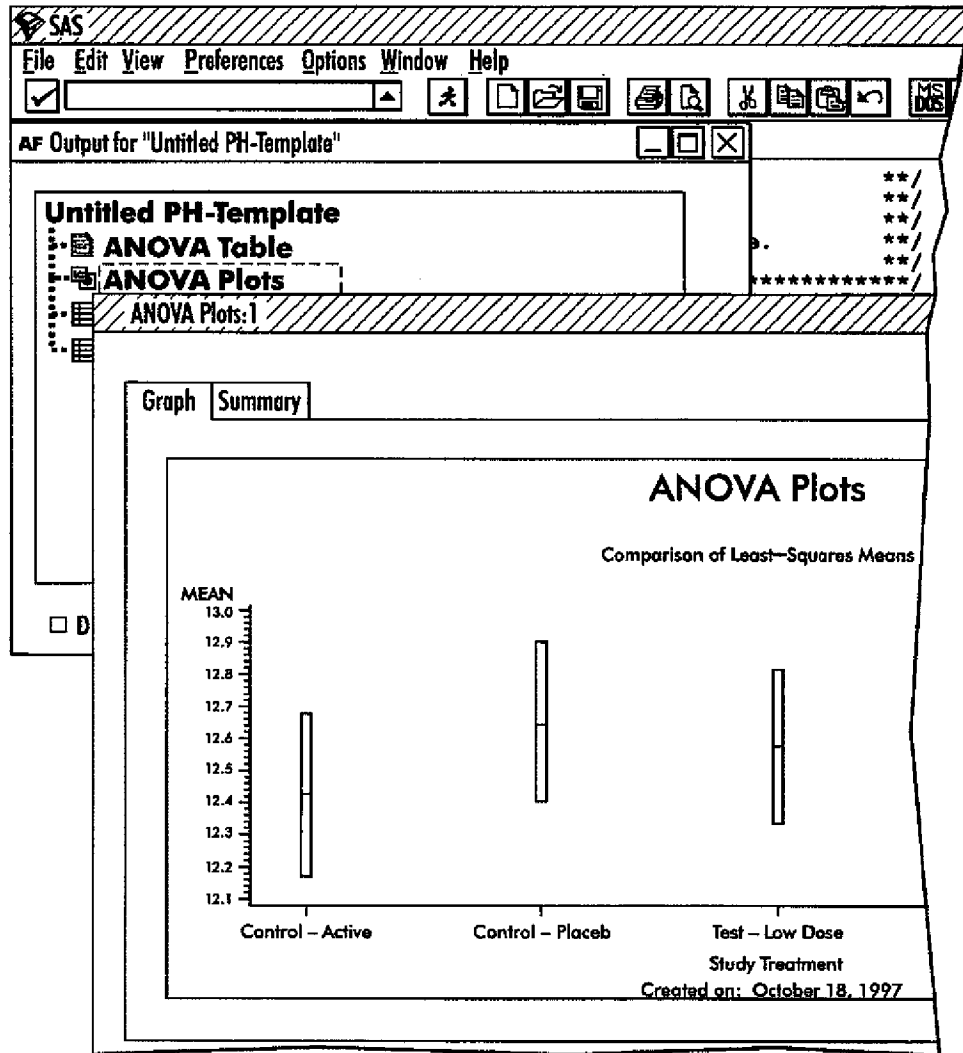 SAS
File Edit View Preferences Options Window Help
MS
DOS
AF Output for "Untitled PH-Template"
**/
**/
**/
**/
**/
***********/
Untitled PH-Template
ANOVA Table
ANOVA Plots
ANOVA Plots:1
Graph Summary
ANOVA Plots
Comparison of Least-Squares Means
MEAN
13.0
12.9
12.8
12.7
12.6
12.5
12.4
12.3
12.2
12.1
Control – Active Control – Placeb Test – Low Dose
Study Treatment
Created on: October 18, 1997
D